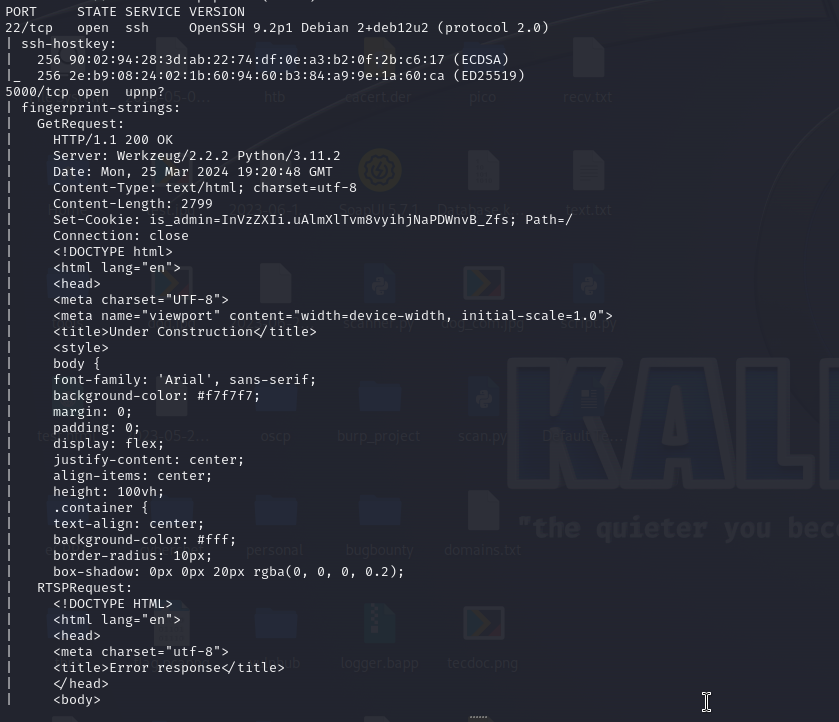 PORT     STATE SERVICE VERSION
22/tcp   open  ssh     OpenSSH 9.2p1 Debian 2+deb12u2 (protocol 2.0)
| ssh-hostkey:
|   256 90:02:94:28:3d:ab:22:74:df:0e:a3:b2:0f:2b:c6:17 (ECDSA)
|_  256 2e:b9:08:24:02:1b:60:94:60:b3:84:a9:9e:1a:60:ca (ED25519)
5000/tcp open  upnp?
| fingerprint-strings:
|   GetRequest:
|     HTTP/1.1 200 OK
|     Server: Werkzeug/2.2.2 Python/3.11.2
|     Date: Mon, 25 Mar 2024 19:20:48 GMT
|     Content-Type: text/html; charset=utf-8
|     Content-Length: 2799
|     Set-Cookie: is_admin=InVzZXIi.uAlmXlTvm8vyihjNaPDWnvB_Zfs; Path=/
|     Connection: close
|     <!DOCTYPE html>
|     <html lang="en">
|     <head>
|     <meta charset="UTF-8">
|     <meta name="viewport" content="width=device-width, initial-scale=1.0">
|     <title>Under Construction</title>
|     <style>
|     body {
|     font-family: 'Arial', sans-serif;
|     background-color: #f7f7f7;
|     margin: 0;
|     padding: 0;
|     display: flex;
|     justify-content: center;
|     align-items: center;
|     height: 100vh;
|     .container {
|     text-align: center;
|     background-color: #fff;
|     border-radius: 10px;
|     box-shadow: 0px 0px 20px rgba(0, 0, 0, 0.2);
|   RTSPRequest:
|     <!DOCTYPE HTML>
|     <html lang="en">
|     <head>
|     <meta charset="utf-8">
|     <title>Error response</title>
|     </head>
|     <body>
htb
cacert.der
pico
recv.txt
text.txt
scanner.py
script.py
oscp
burp_project
scan.py
KALI
"the quieter you bec
personal
bugbounty
domains.txt
logger.bapp
tecdoc.png